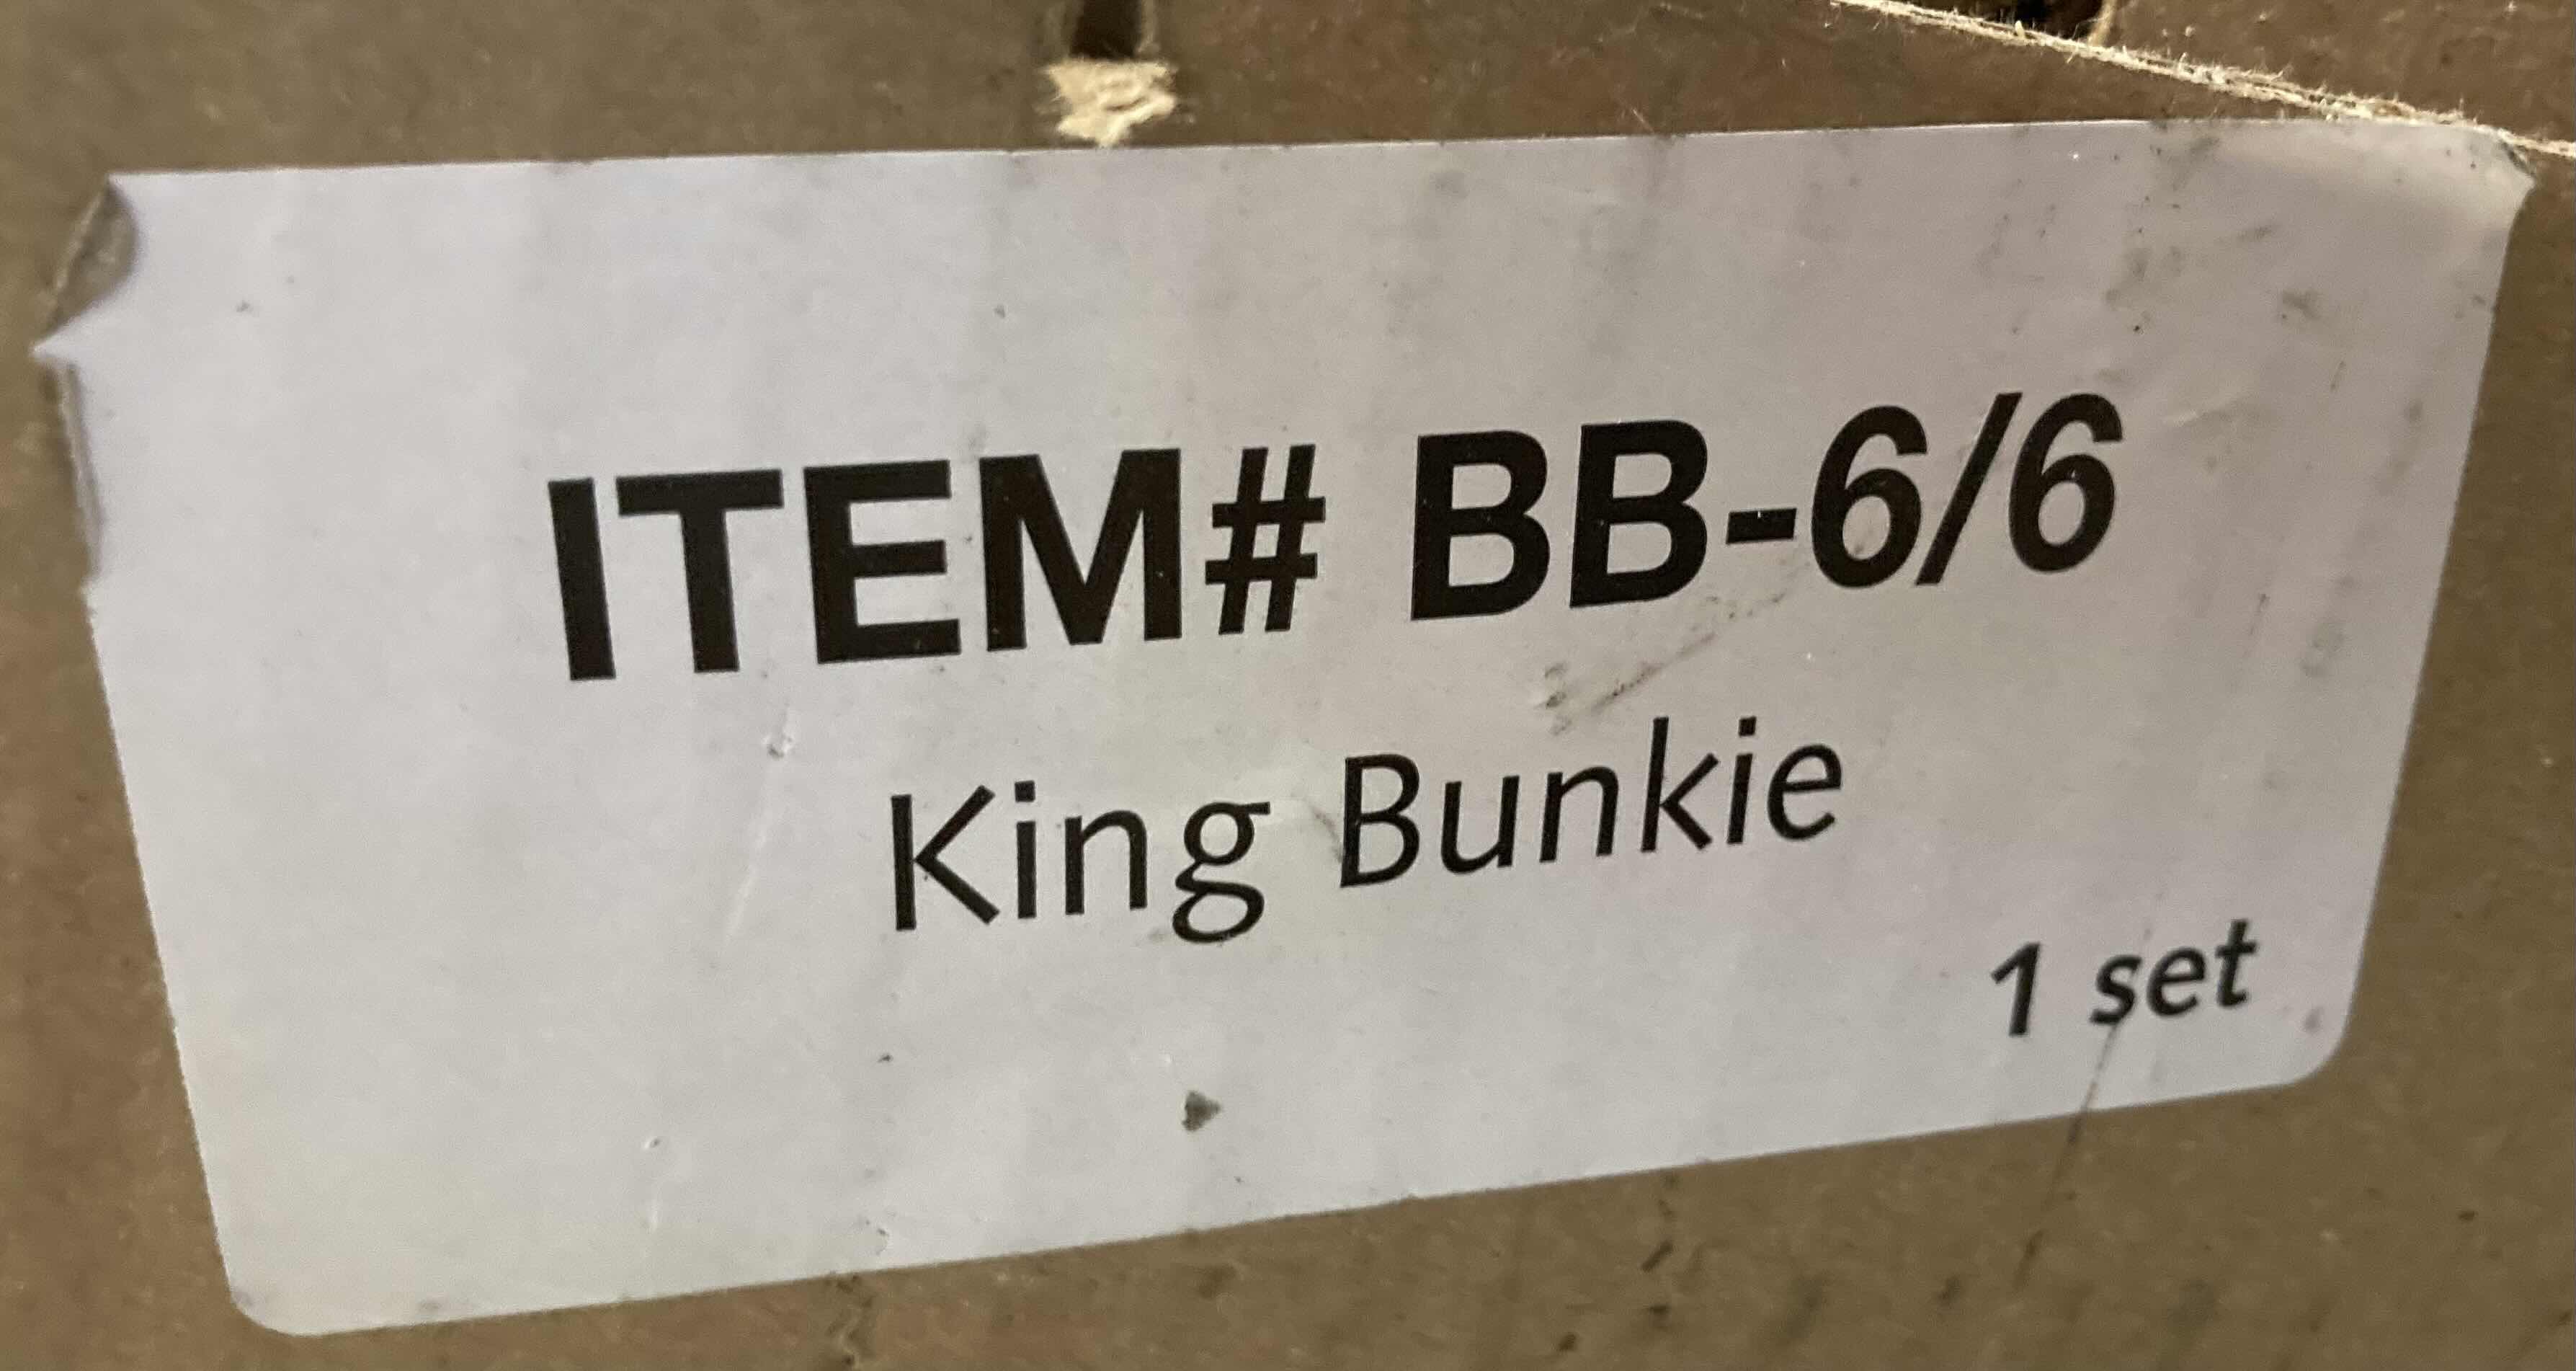 ITEM# BB-6/6
King Bunkie
1 set